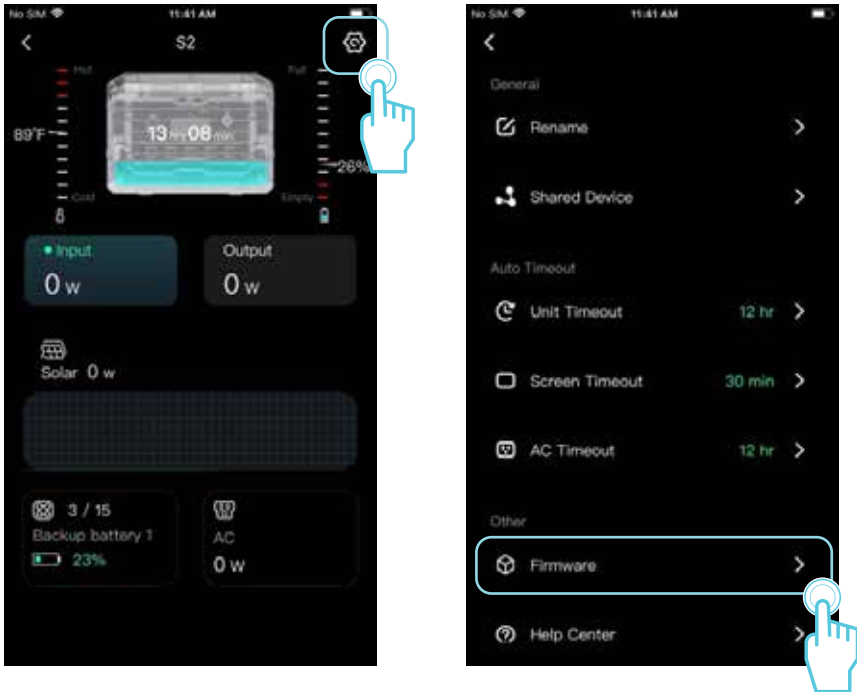 No SIM 11:41 AM
S2
Hot Full
89°F 13 hrs 08 min
26%
Cold Empty
Input Output
0 w 0 w
Solar 0 w
3 / 15
Backup battery 1 AC
23% 0 w
No SIM 11:41 AM
General
Rename
Shared Device
Auto Timeout
Unit Timeout 12 hr
Screen Timeout 30 min
AC Timeout 12 hr
Other
Firmware
Help Center